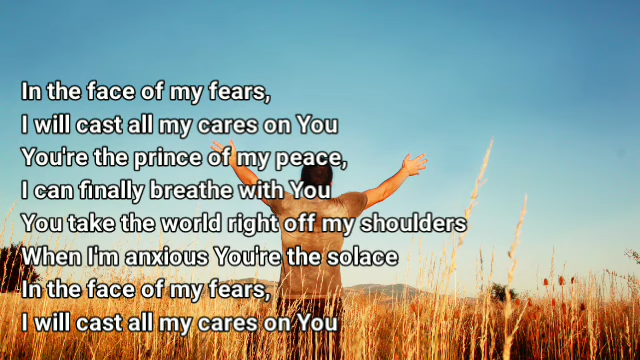 In the face of my fears,
I will cast all my cares on You
You're the prince of my peace,
I can finally breathe with You
You take the world right off my shoulders
When I'm anxious You're the solace
In the face of my fears,
I will cast all my cares on You